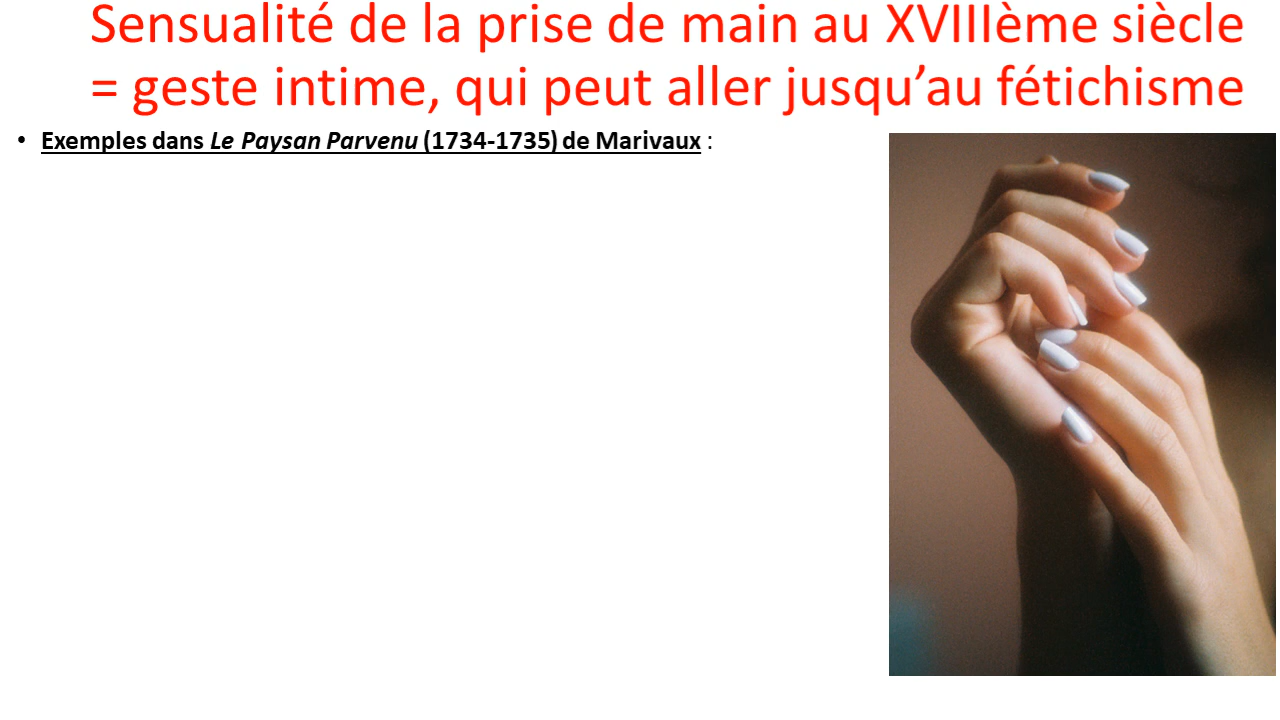 Sensualité de la prise de main au XVIIIème siècle
= geste intime, qui peut aller jusqu’au fétichisme
• Exemples dans Le Paysan Parvenu (1734-1735) de Marivaux :